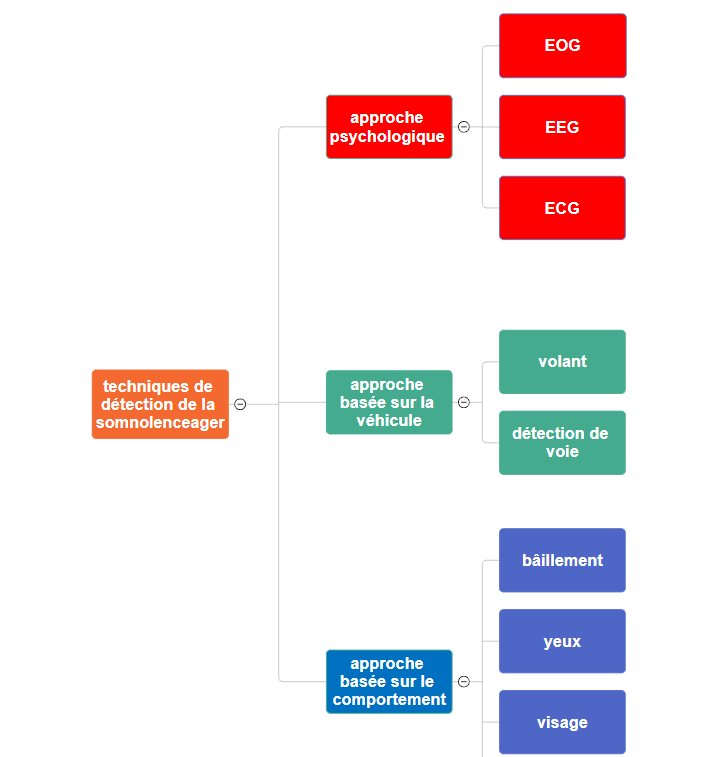 techniques de
détection de la
somnolenceager
approche
psychologique
EOG
EEG
ECG
approche
basée sur la
véhicule
volant
détection de
voie
approche
basée sur le
comportement
bâillement
yeux
visage